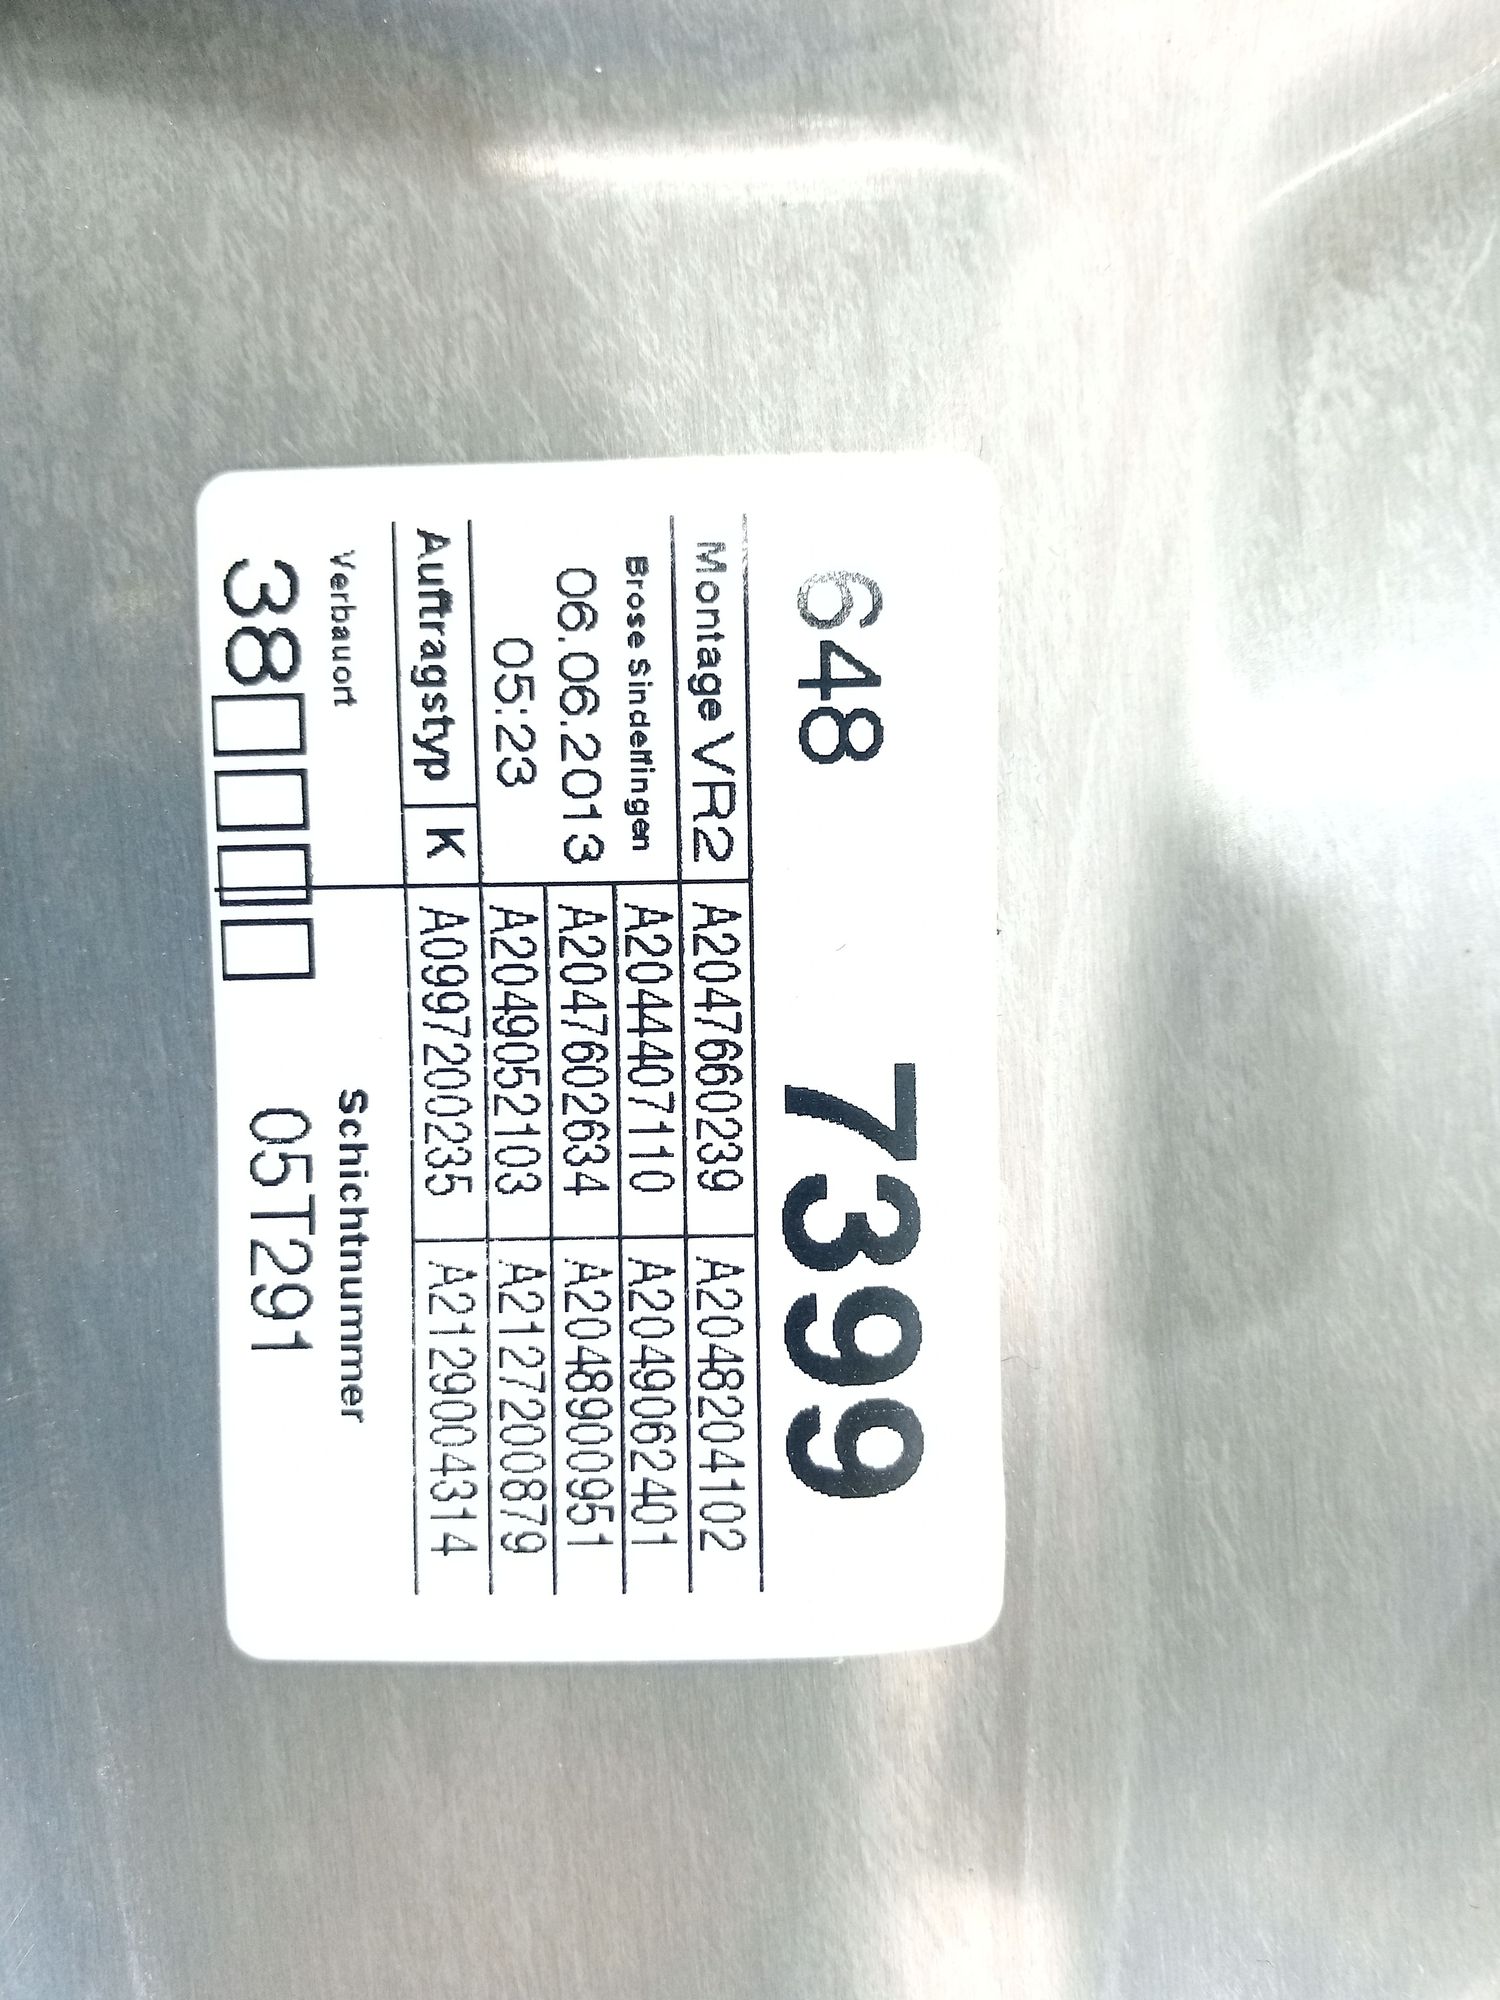 648 7399
Montage VR2 A2047660239 A2048204102
Brose Sindelfingen A2044407110 A2049062401
06.06.2013 A2047602634 A2048900951
05:23 A2049052103 A2127200879
Auftragstyp K A0997200235 A2129004314
Verbauort Schichtnummer
38□□□□ 05T291